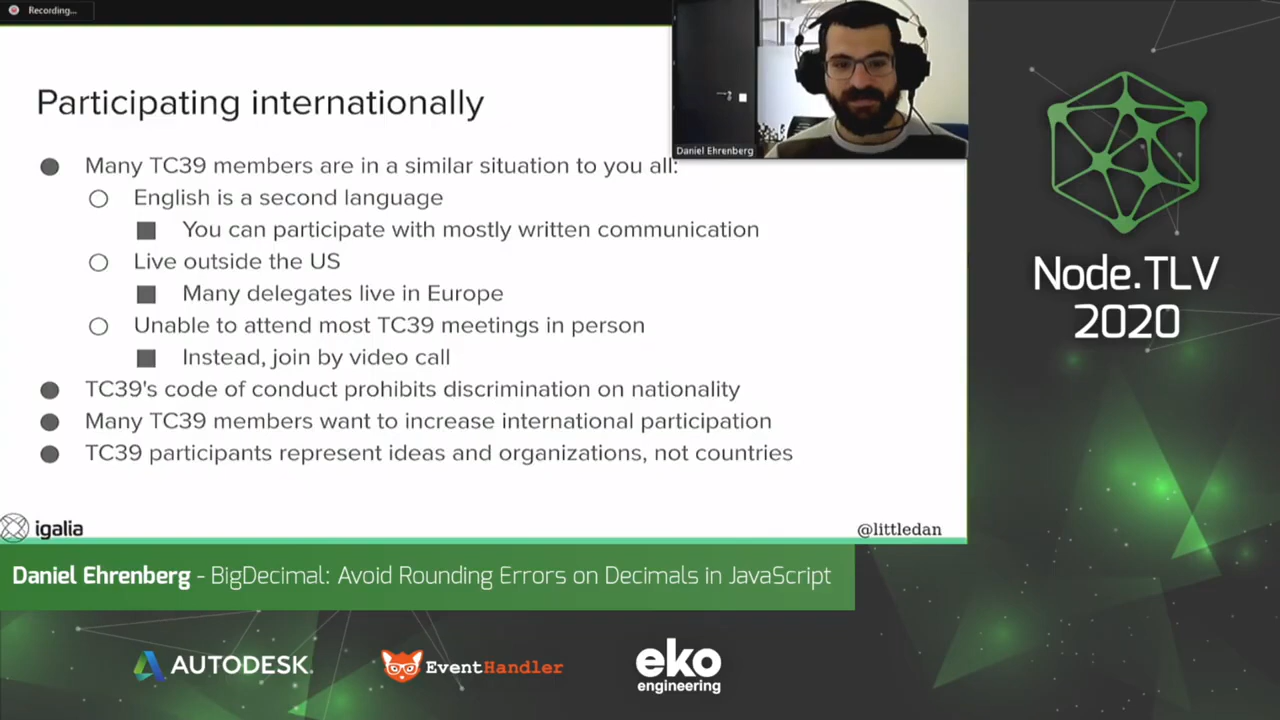 Recording...
Participating internationally
Many TC39 members are in a similar situation to you all:
English is a second language
You can participate with mostly written communication
Live outside the US
Many delegates live in Europe
Unable to attend most TC39 meetings in person
Instead, join by video call
TC39's code of conduct prohibits discrimination on nationality
Many TC39 members want to increase international participation
TC39 participants represent ideas and organizations, not countries
igalia
@littledan
Daniel Ehrenberg
Node.TLV
2020
Daniel Ehrenberg - BigDecimal: Avoid Rounding Errors on Decimals in JavaScript
AUTODESK.
EventHandler
eko
engineering